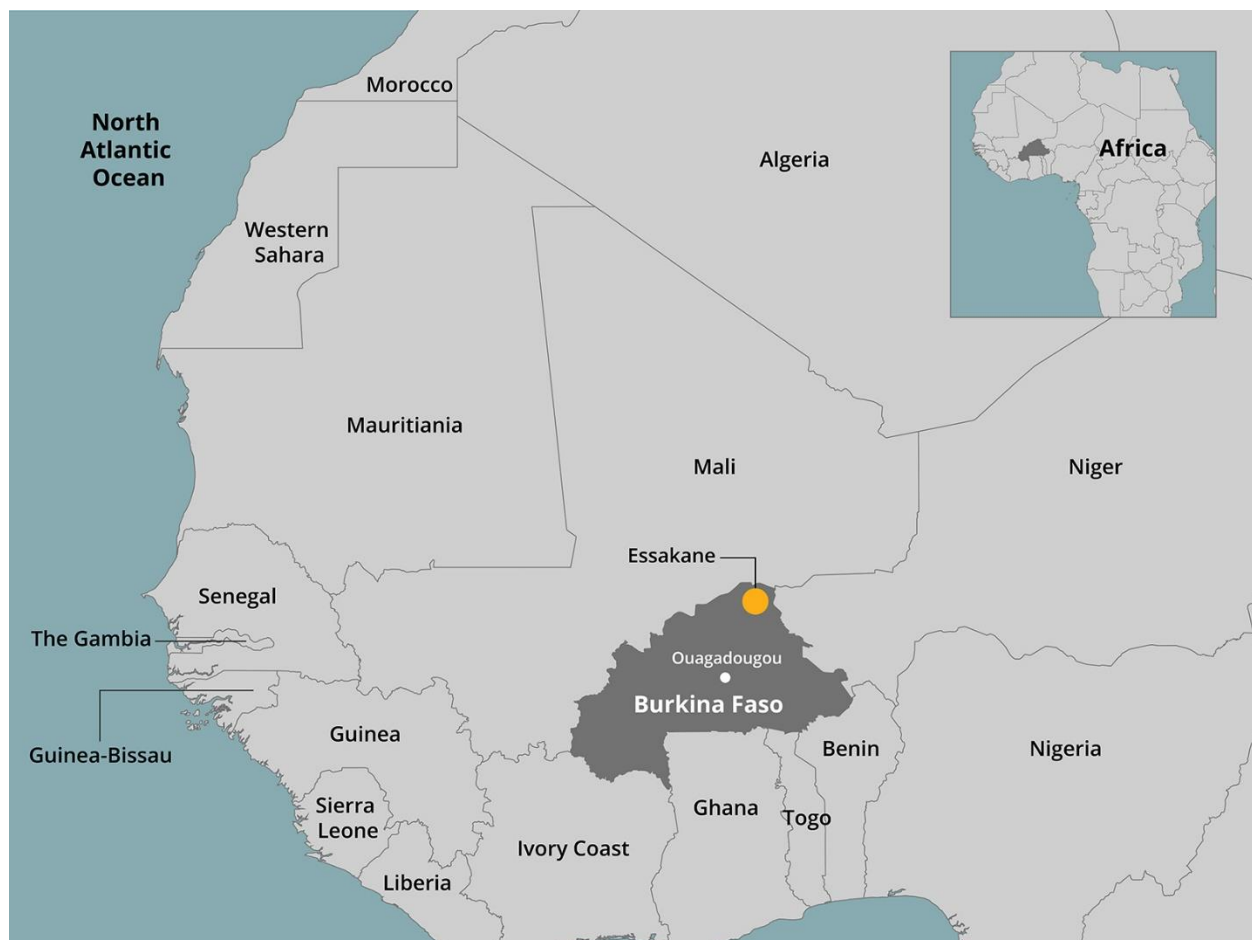 Morocco
North
Atlantic
Ocean
Africa
Algeria
Western
Sahara
Mauritiania
Mali
Niger
Essakane
Senegal
The Gambia
Ouagadougou
Burkina Faso
Guinea
Benin
Nigeria
Guinea-Bissau
Sierra
Leone
Ghana
Togo
Ivory Coast
Liberia